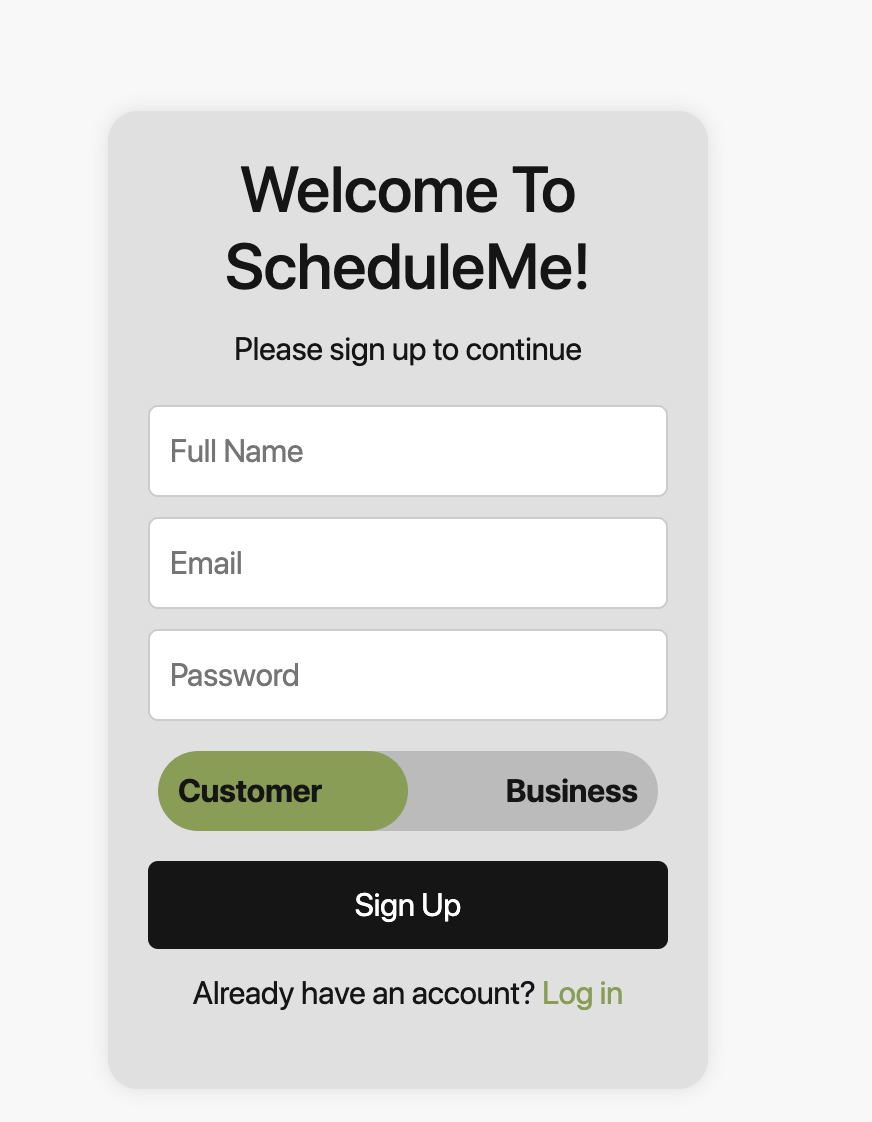 Welcome To
ScheduleMe!
Please sign up to continue
Full Name
Email
Password
Customer Business
Sign Up
Already have an account? Log in